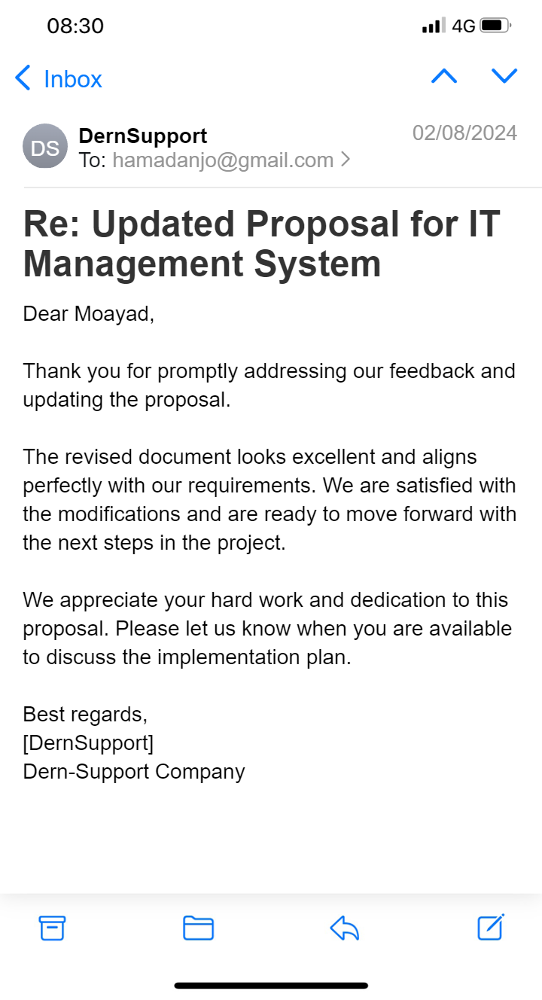 08:30
4G
Inbox
DS
DernSupport
02/08/2024
To: hamadanjo@gmail.com
Re: Updated Proposal for IT
Management System
Dear Moayad,
Thank you for promptly addressing our feedback and
updating the proposal.
The revised document looks excellent and aligns
perfectly with our requirements. We are satisfied with
the modifications and are ready to move forward with
the next steps in the project.
We appreciate your hard work and dedication to this
proposal. Please let us know when you are available
to discuss the implementation plan.
Best regards,
[DernSupport]
Dern-Support Company